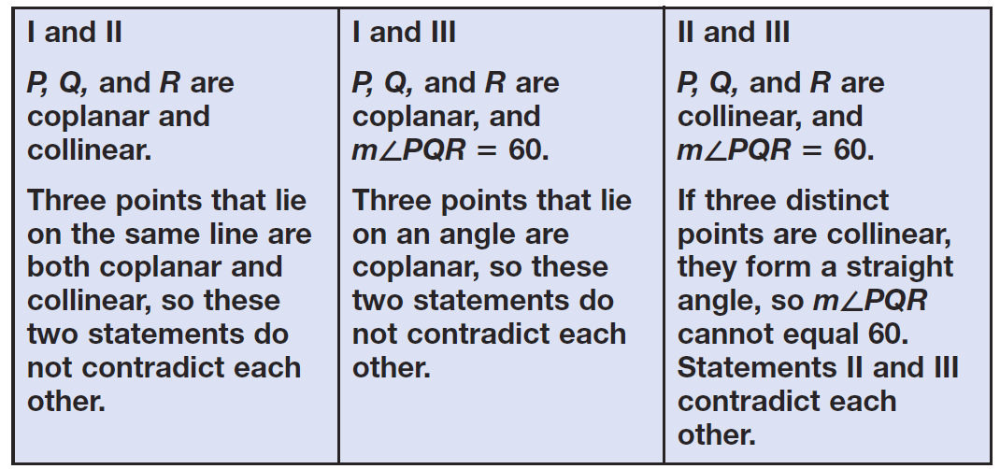 I and II
P, Q, and R are
coplanar and
collinear.
Three points that lie
on the same line are
both coplanar and
collinear, so these
two statements do
not contradict each
other.
I and III
P, Q, and R are
coplanar, and
m∠PQR = 60.
Three points that lie
on an angle are
coplanar, so these
two statements do
not contradict each
other.
II and III
P, Q, and R are
collinear, and
m∠PQR = 60.
If three distinct
points are collinear,
they form a straight
angle, so m∠PQR
cannot equal 60.
Statements II and III
contradict each
other.